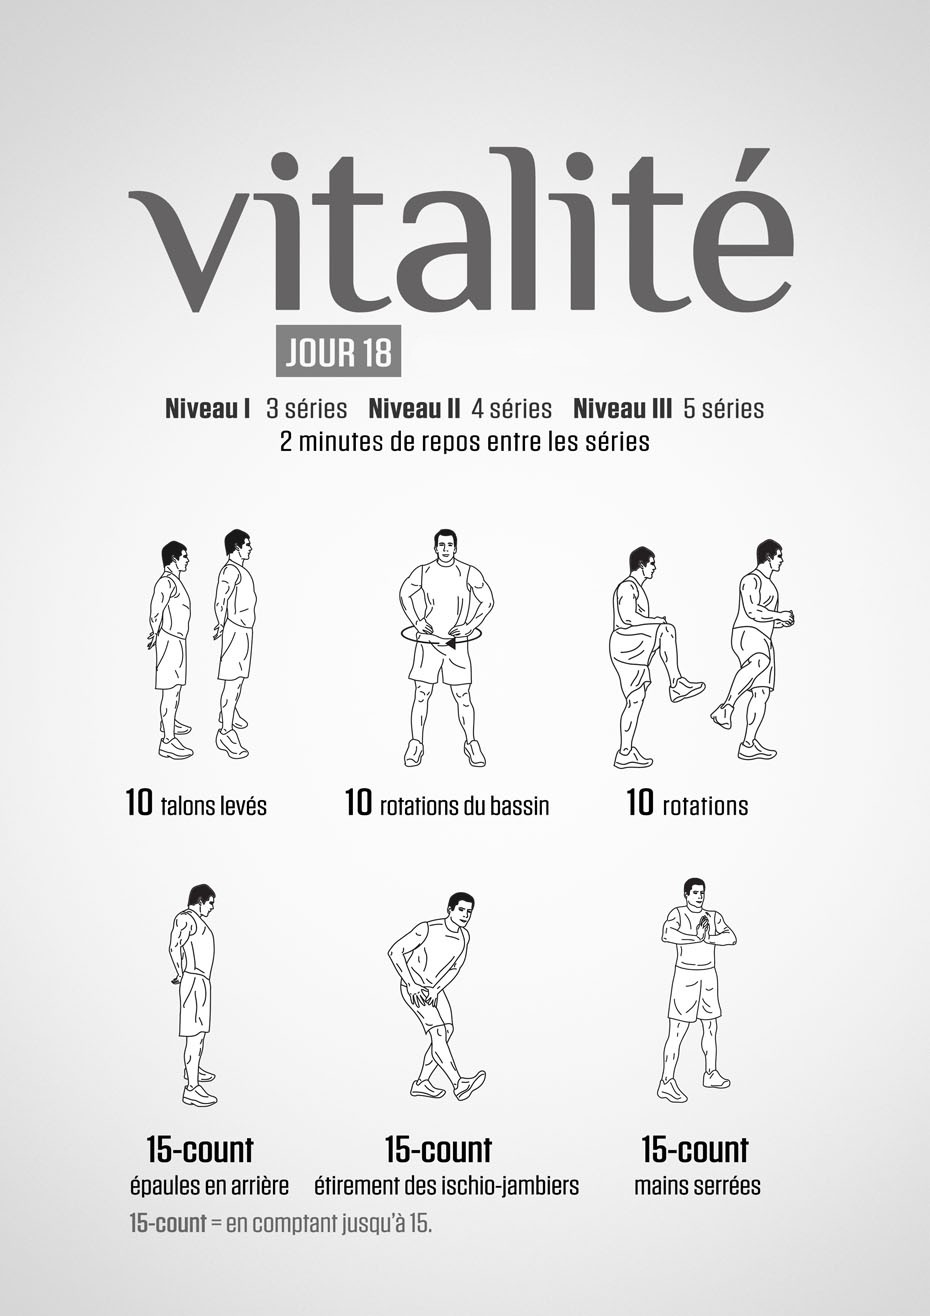 vitalité
JOUR 18
Niveau I 3 séries Niveau II 4 séries Niveau III 5 séries
2 minutes de repos entre les séries
10 talons levés
10 rotations du bassin
10 rotations
15-count
épaules en arrière
15-count
étirement des ischio-jambiers
15-count
mains serrées
15-count = en comptant jusqu'à 15.